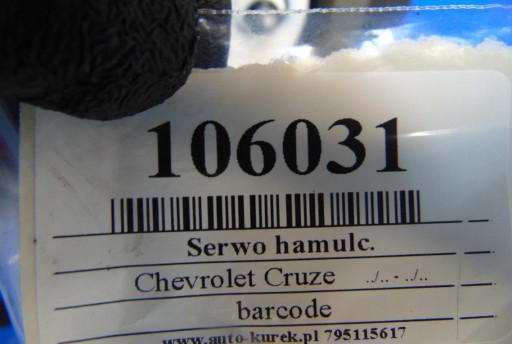 106031
Serwo hamulc.
Chevrolet Cruze ../.. - ../..
barcode
www.auto-kurek.pl 795115617